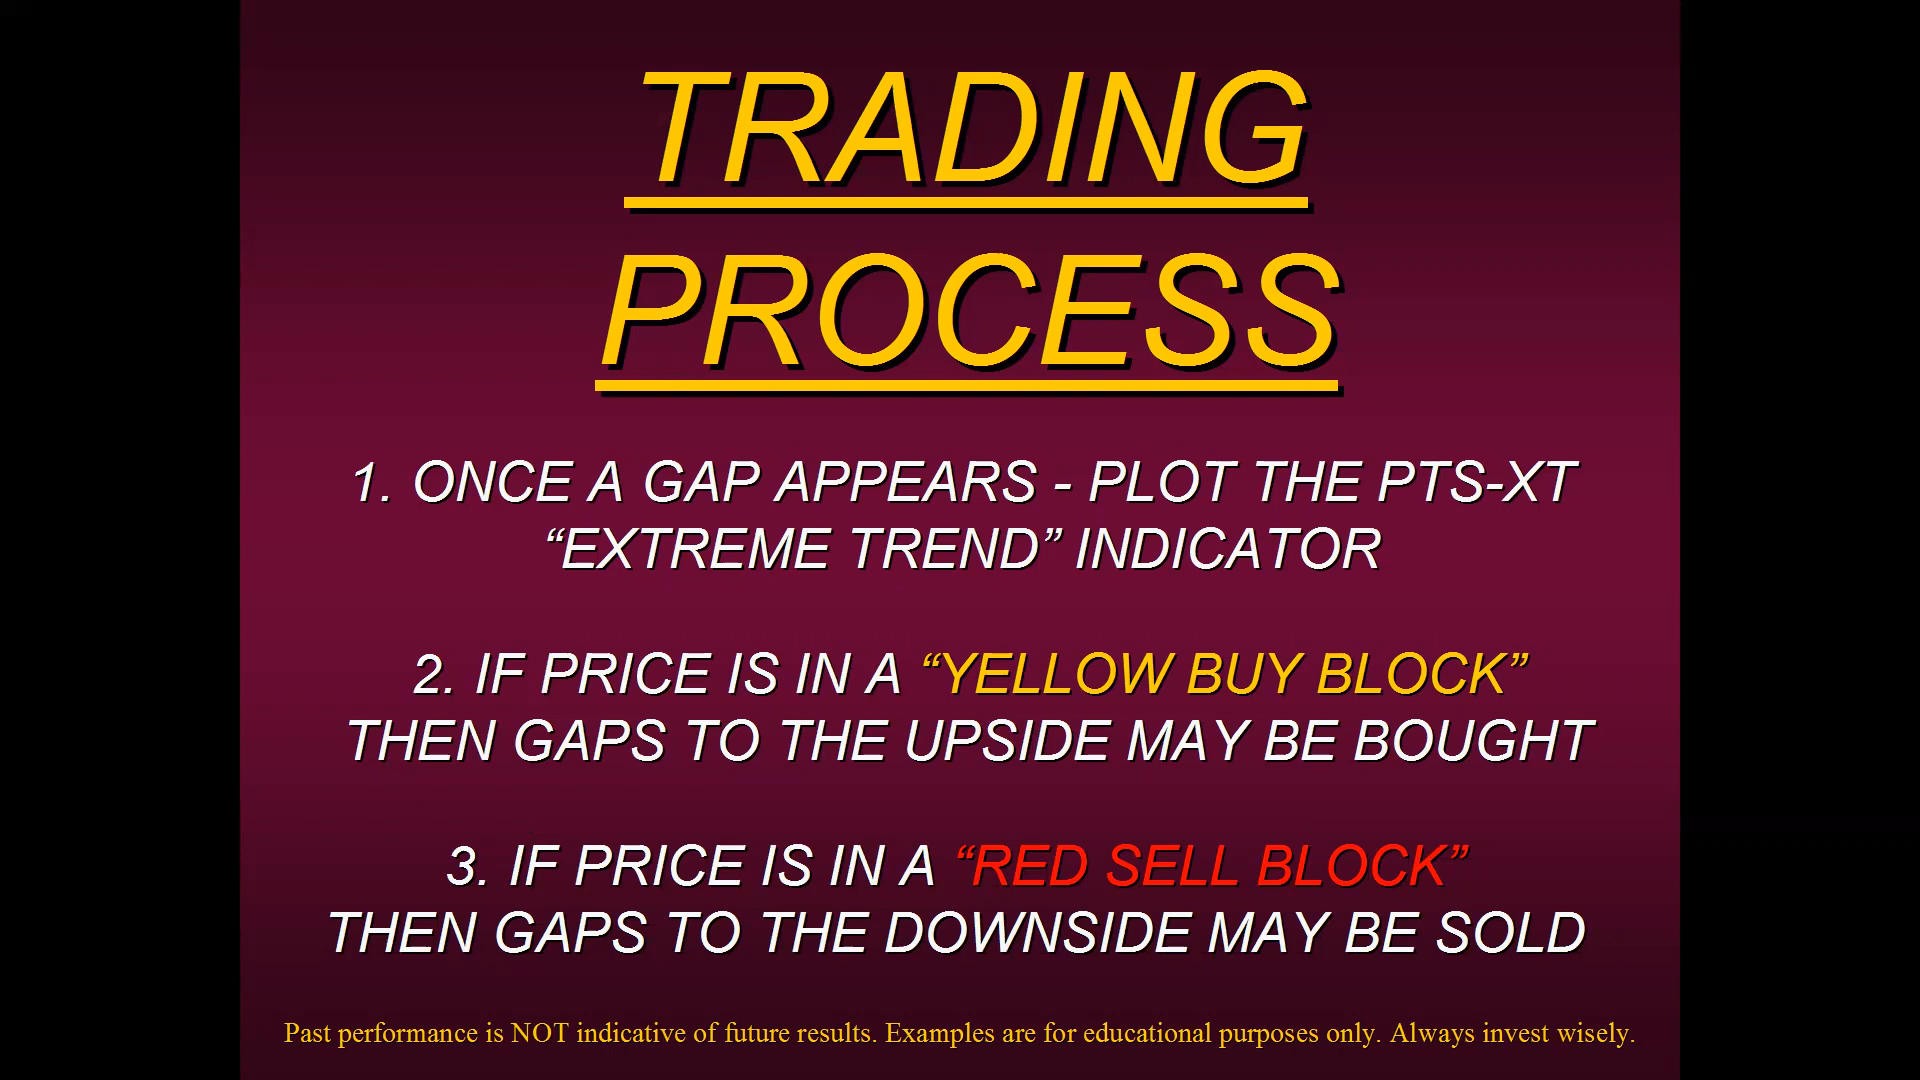 TRADING
PROCESS
1. ONCE A GAP APPEARS - PLOT THE PTS-XT
“EXTREME TREND” INDICATOR
2. IF PRICE IS IN A “YELLOW BUY BLOCK”
THEN GAPS TO THE UPSIDE MAY BE BOUGHT
3. IF PRICE IS IN A “RED SELL BLOCK”
THEN GAPS TO THE DOWNSIDE MAY BE SOLD
Past performance is NOT indicative of future results. Examples are for educational purposes only. Always invest wisely.